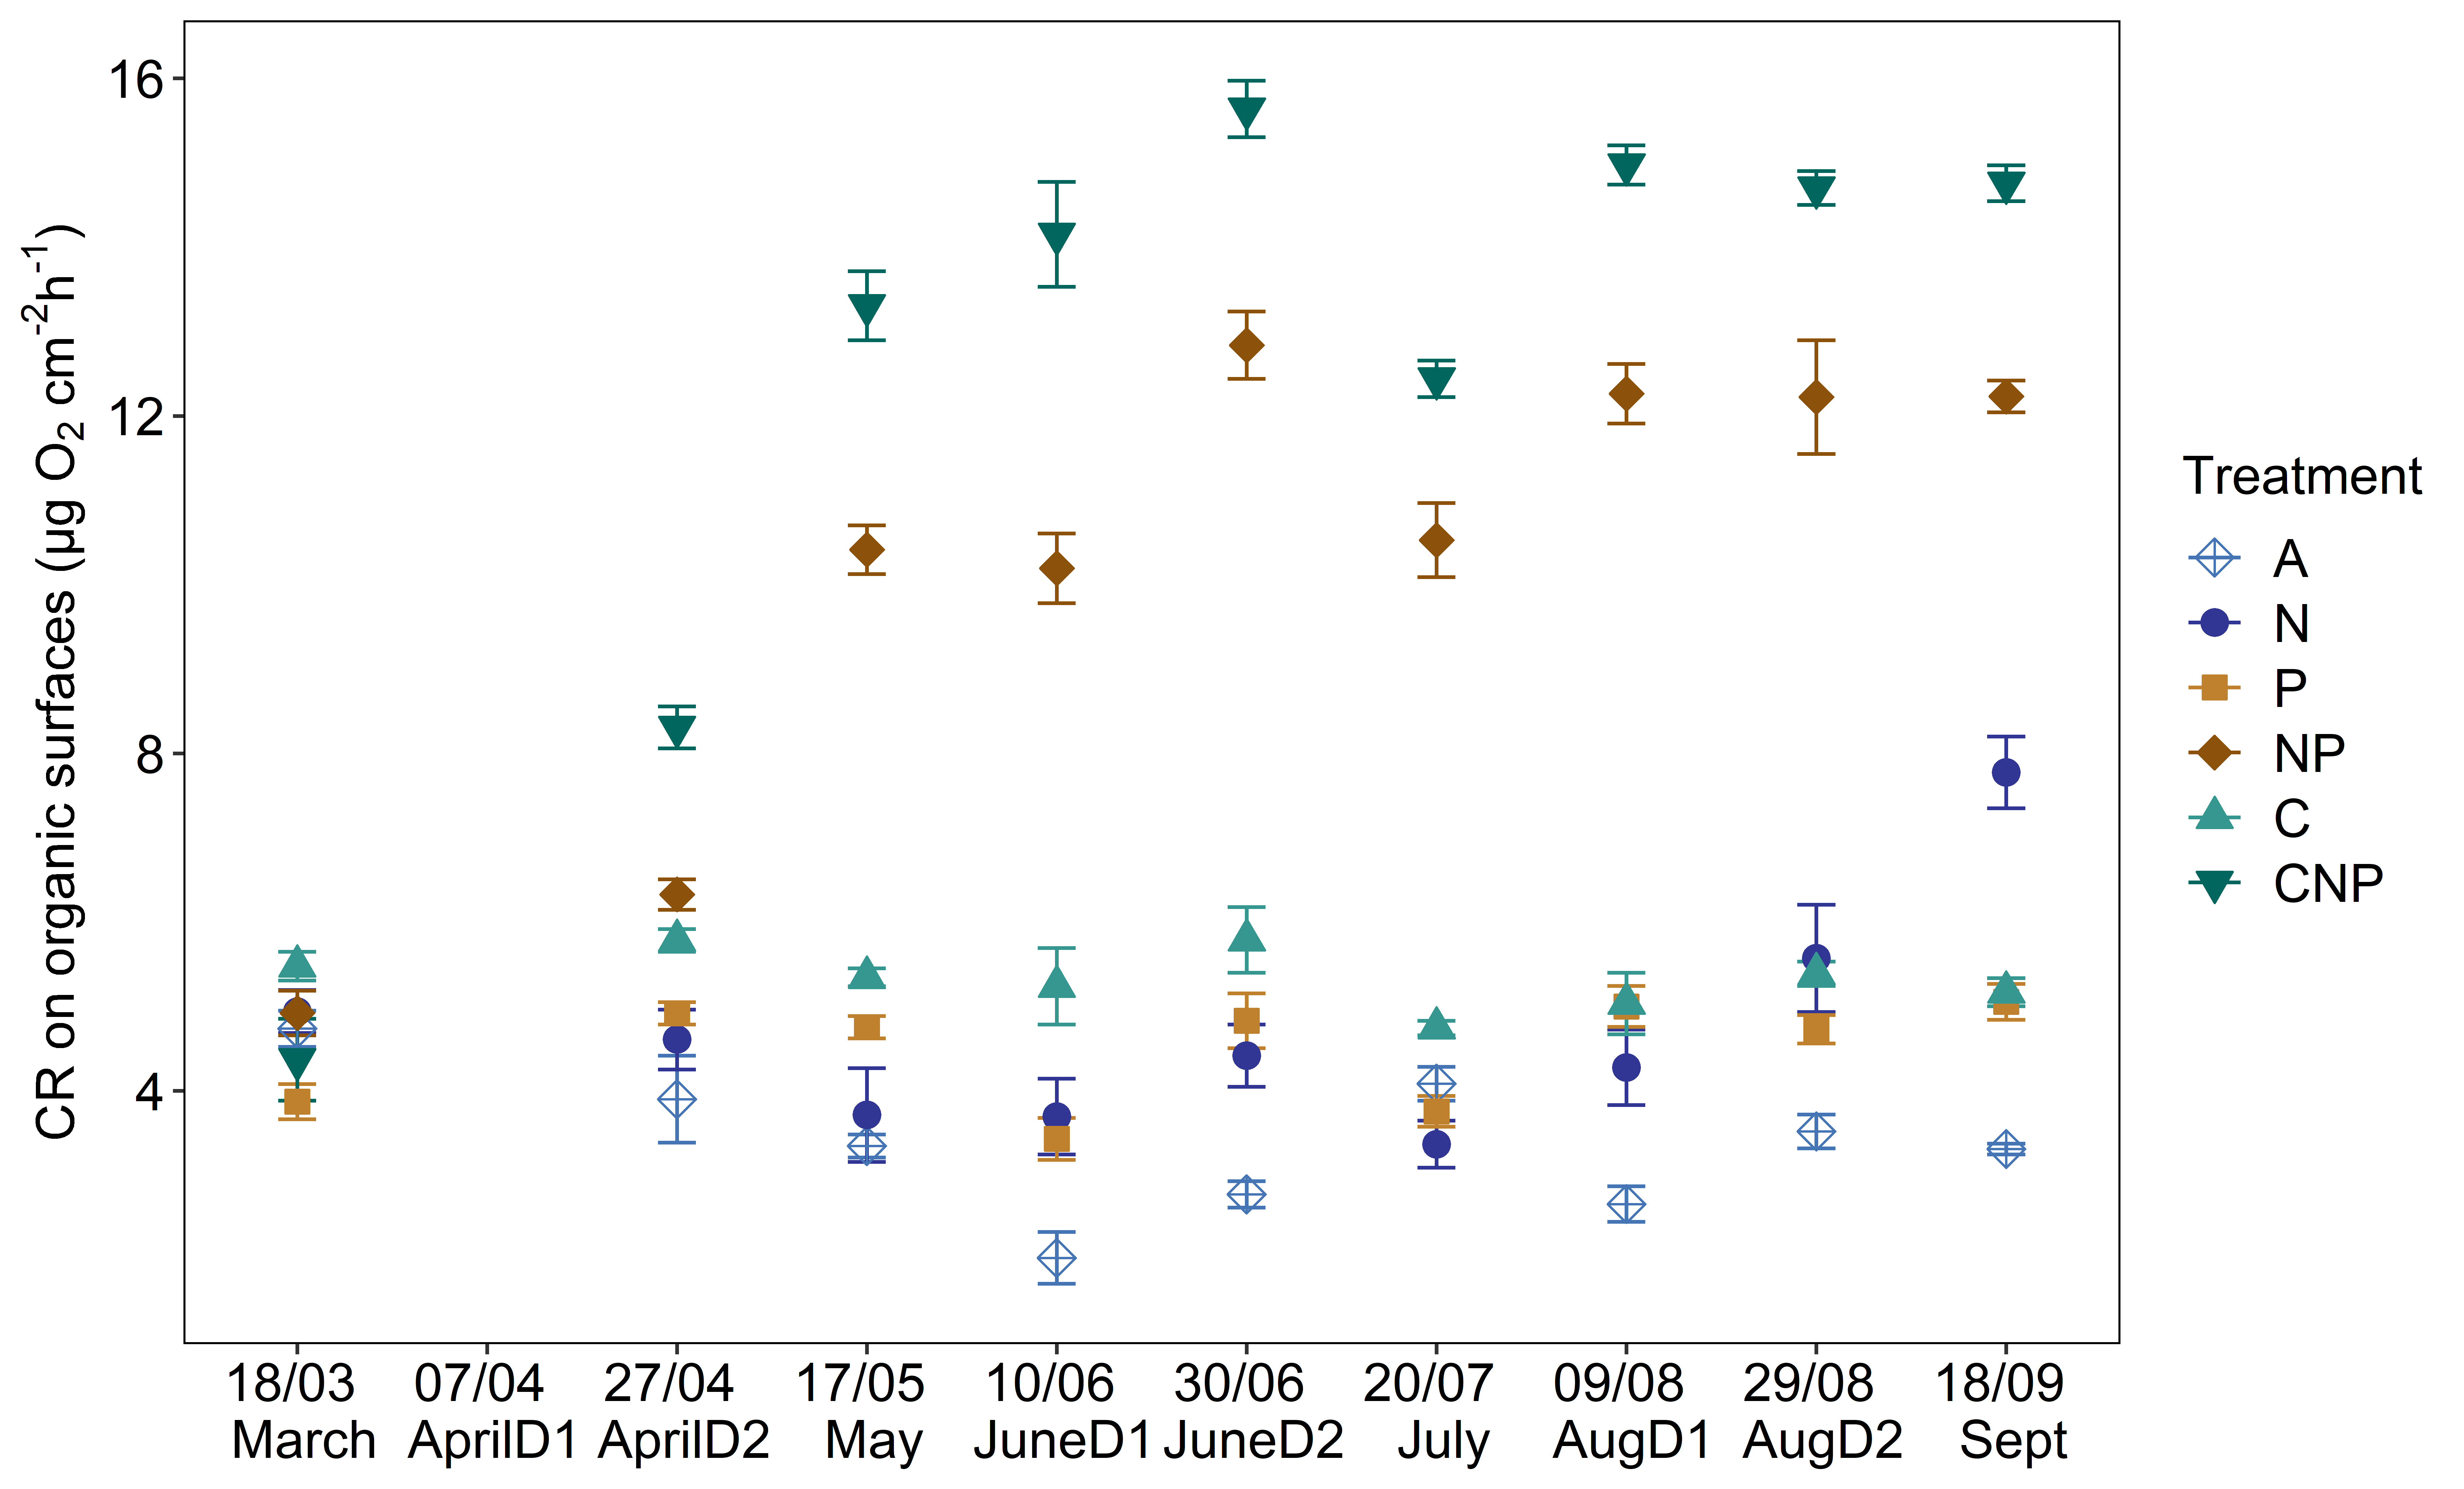 CR on organic surfaces (µg O₂ cm⁻²h⁻¹)
16
12
8
4
18/03 07/04 27/04 17/05 10/06 30/06 20/07 09/08 29/08 18/09
March AprilD1 AprilD2 May JuneD1 JuneD2 July AugD1 AugD2 Sept
Treatment
A
N
P
NP
C
CNP